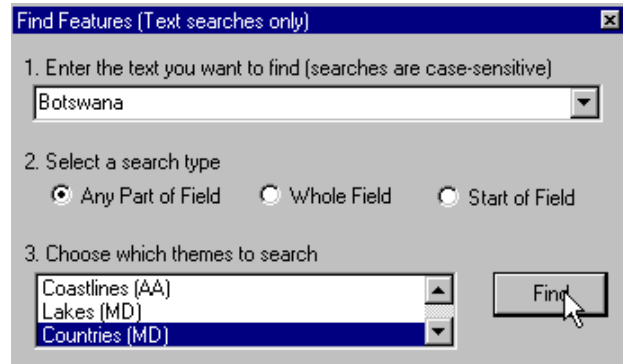 Find Features (Text searches only)
1. Enter the text you want to find (searches are case-sensitive)
Botswana
2. Select a search type
Any Part of Field Whole Field Start of Field
3. Choose which themes to search
Coastlines (AA)
Lakes (MD)
Countries (MD)
Find